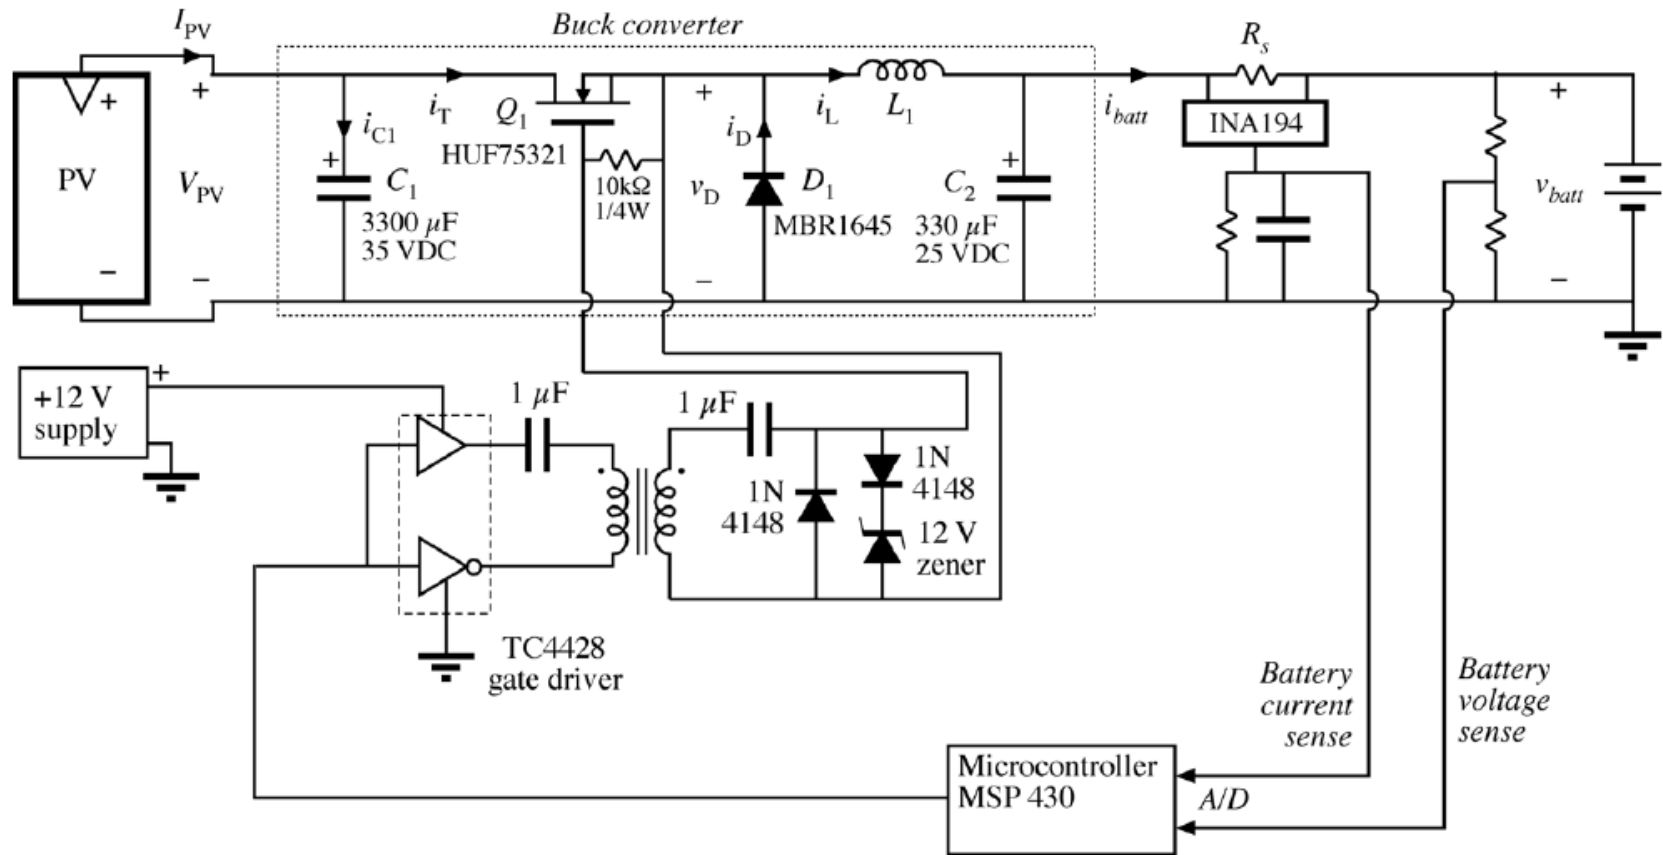 Buck converter
I_PV
+
−
PV
+
V_PV
−
i_C1
+
C_1
3300 µF
35 VDC
i_T
Q_1
HUF75321
10kΩ
1/4W
+
v_D
−
i_D
D_1
MBR1645
i_L
L_1
+
C_2
330 µF
25 VDC
i_batt
R_s
INA194
+
v_batt
−
+12 V
supply
+
1 µF
TC4428
gate driver
1 µF
1N
4148
1N
4148
12 V
zener
Battery
current
sense
Battery
voltage
sense
Microcontroller
MSP 430
A/D